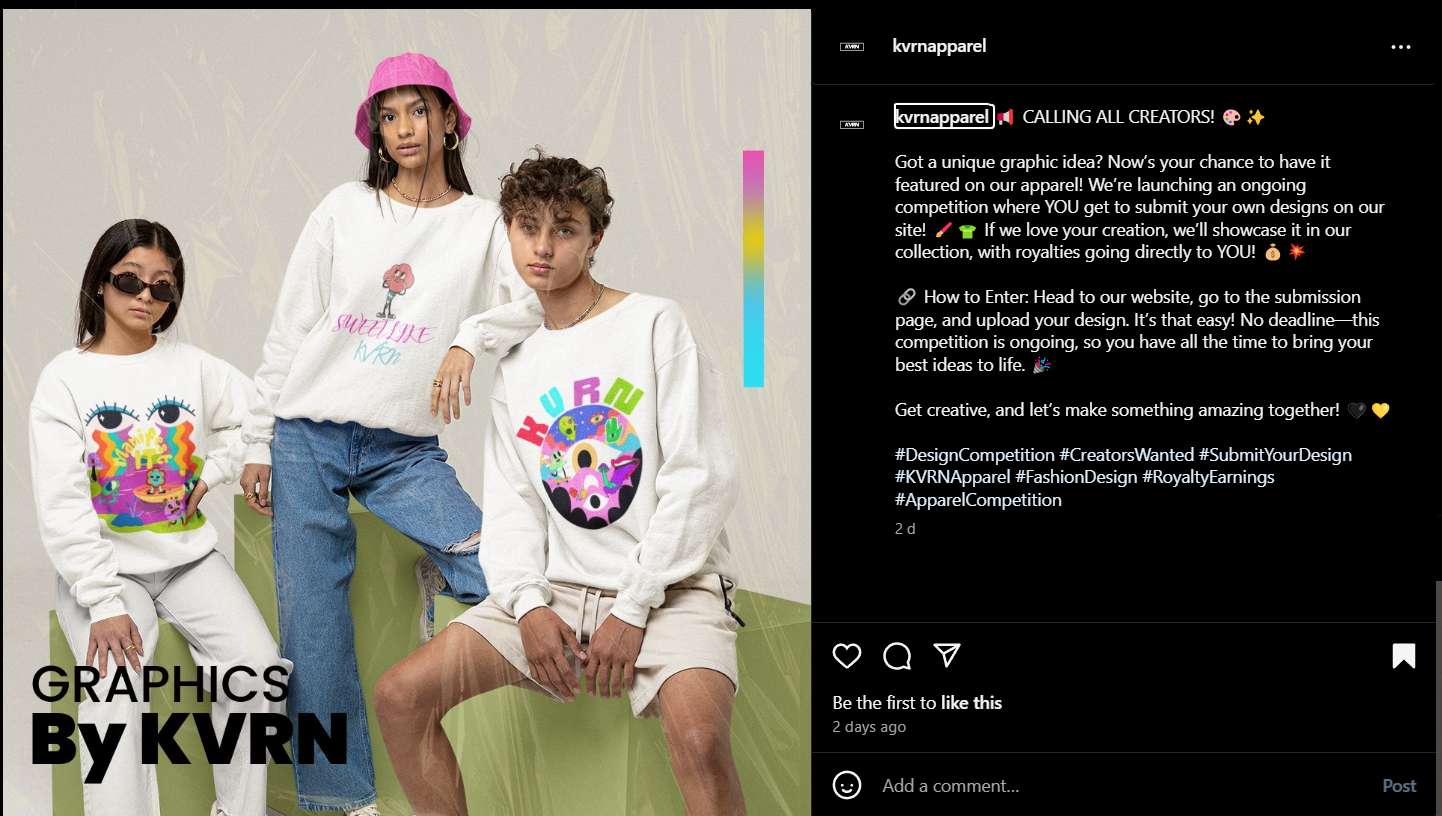 KVRN
kvrnapparel
KVRN
kvrnapparel📢 CALLING ALL CREATORS! 🎨 ✨
Got a unique graphic idea? Now’s your chance to have it
featured on our apparel! We’re launching an ongoing
competition where YOU get to submit your own designs on our
site! 🖌️ 👕 If we love your creation, we’ll showcase it in our
collection, with royalties going directly to YOU! 💰 💥
🔗 How to Enter: Head to our website, go to the submission
page, and upload your design. It’s that easy! No deadline—this
competition is ongoing, so you have all the time to bring your
best ideas to life. 🎉
Get creative, and let’s make something amazing together! 🖤 💛
#DesignCompetition #CreatorsWanted #SubmitYourDesign
#KVRNApparel #FashionDesign #RoyaltyEarnings
#ApparelCompetition
2 d
Be the first to like this
2 days ago
Add a comment...
Post
SWEET LIKE
KVRN
KVRN
GRAPHICS
By KVRN